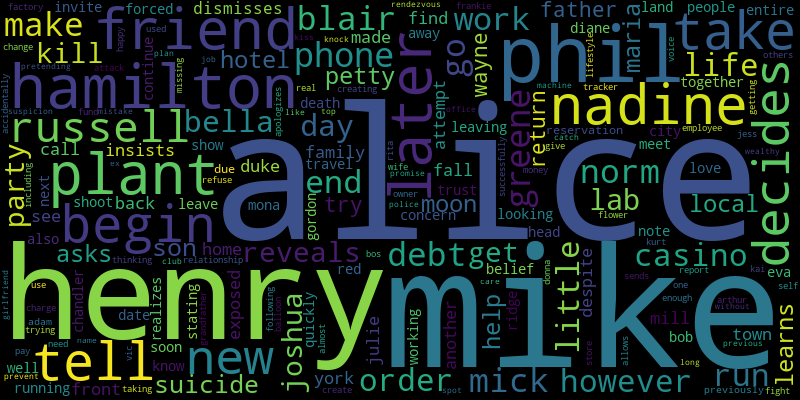 make
friend
forced
dismisses
invite
factory
happy
change
used
kill
blair
phone
hotel
made
petty
work
find
away
go
wayne
rendezvous
frankie
kiss
knock
father
diane
maria
land
people
entire
take
others
voice
lifestyle
phil
life
together
hamilton
continue
attack
missing
plan
job
pretending
accidentally
suspicion
russell
bella
real
creating
death
like
top
fundmistake
apologizes
later
attempt
leaving
office
machine
tracker
employee
nadine
return
city
reservation
getting
jess
wealthy
decides
greene
call
insists
show
day
family
travel
catch
give
meet
love
plant
due
refuse
duke
end
rita
wife
promise
fall
trust
looking
successfully
money
norm
lab
local
alice
party
including
next
ex
shoot
back
leave
mona
try
moon
owner
police
concern
head
flower
note
kurt
see
also
begin
gordon
asks
son
home
reveals
debt
get
little
despite
casino
eva
self
thinking
club
relationship
bos
belief
care
donna
sends
report
kai
henry
mike
girlfriend
use
charge
adam
trying
chandler
realizes
stating
exposed
red
following
grandfather
joshua
quickly
almost
julie
working
another
help
ridge
store
mill
one
enough
arthur
without
town
previous
bob
learns
tell
date
soon
vic
need
name
pay
well
prevent
running
front
taking
new
know
suicide
york
create
order
spot
mick
however
allows
long
run
previously
fight